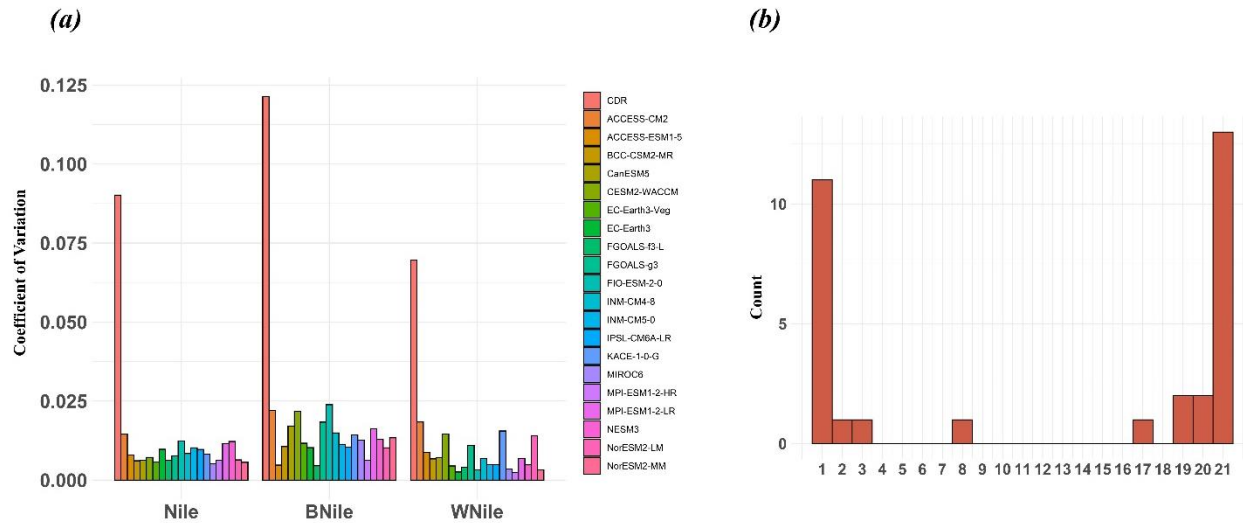 (a)
(b)
Coefficient of Variation
0.125
0.100
0.075
0.050
0.025
0.000
Nile BNile WNile
CDR
ACCESS-CM2
ACCESS-ESM1-5
BCC-CSM2-MR
CanESM5
CESM2-WACCM
EC-Earth3-Veg
EC-Earth3
FGOALS-f3-L
FGOALS-g3
FIO-ESM-2-0
INM-CM4-8
INM-CM5-0
IPSL-CM6A-LR
KACE-1-0-G
MIROC6
MPI-ESM1-2-HR
MPI-ESM1-2-LR
NESM3
NorESM2-LM
NorESM2-MM
Count
10
5
0
1 2 3 4 5 6 7 8 9 10 11 12 13 14 15 16 17 18 19 20 21